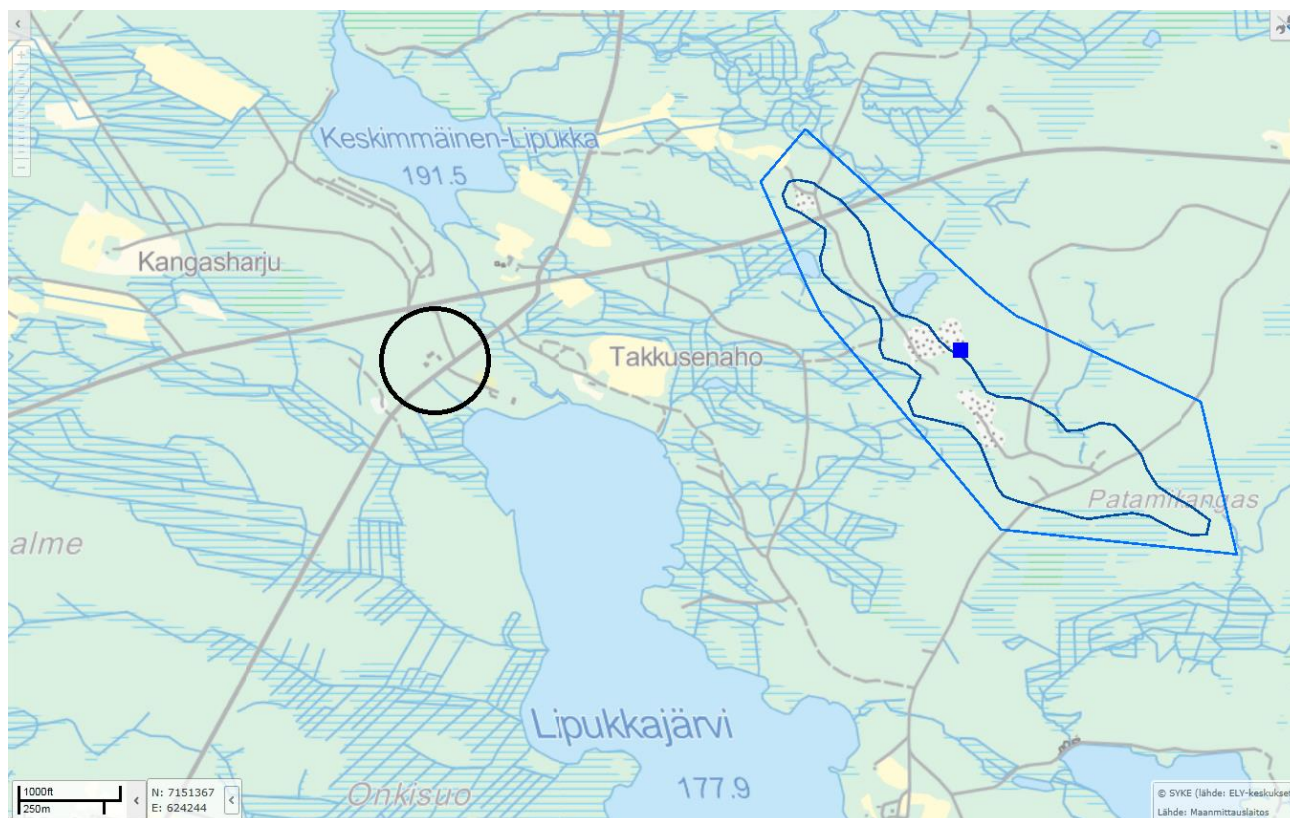 Keskimmäinen-Lipukka
191.5
Kangasharju
Takkusenaho
Patamikangas
alme
Lipukkajärvi
177.9
Onkisuo
1000ft
250m
N: 7151367
E: 624244
© SYKE (lähde: ELY-keskukset
Lähde: Maanmittauslaitos